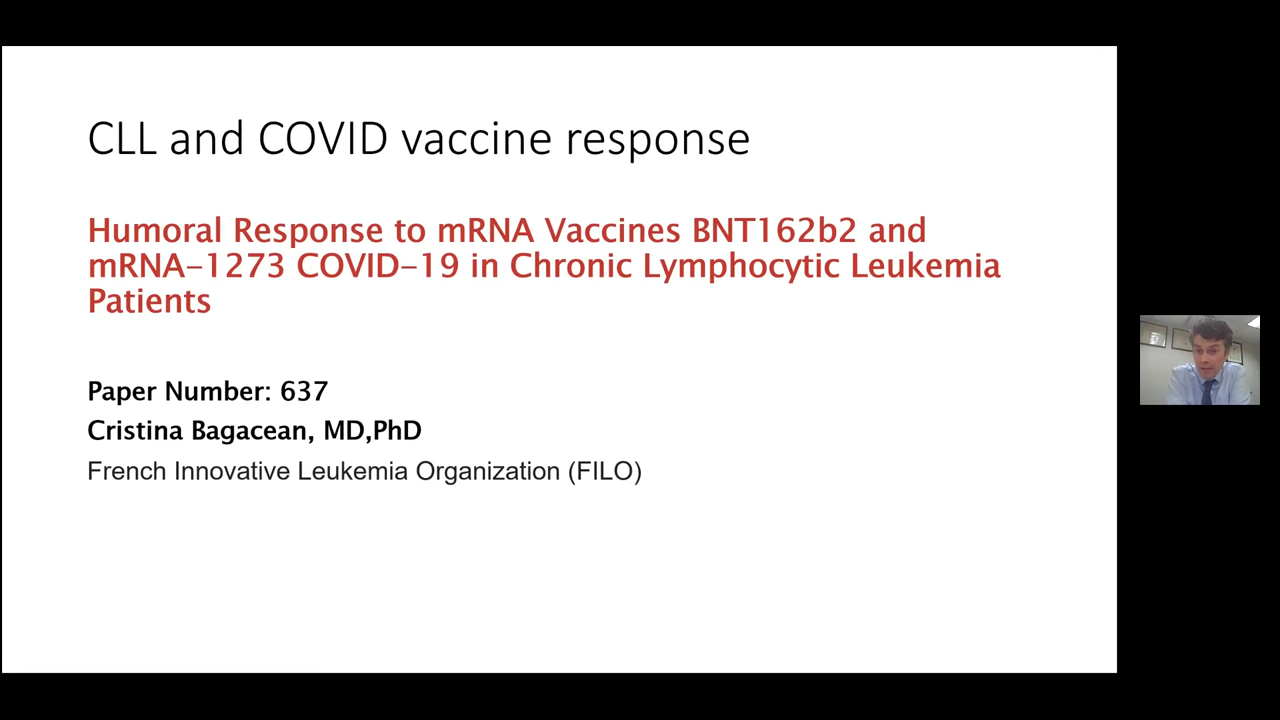 CLL and COVID vaccine response
Humoral Response to mRNA Vaccines BNT162b2 and
mRNA–1273 COVID–19 in Chronic Lymphocytic Leukemia
Patients
Paper Number: 637
Cristina Bagacean, MD,PhD
French Innovative Leukemia Organization (FILO)